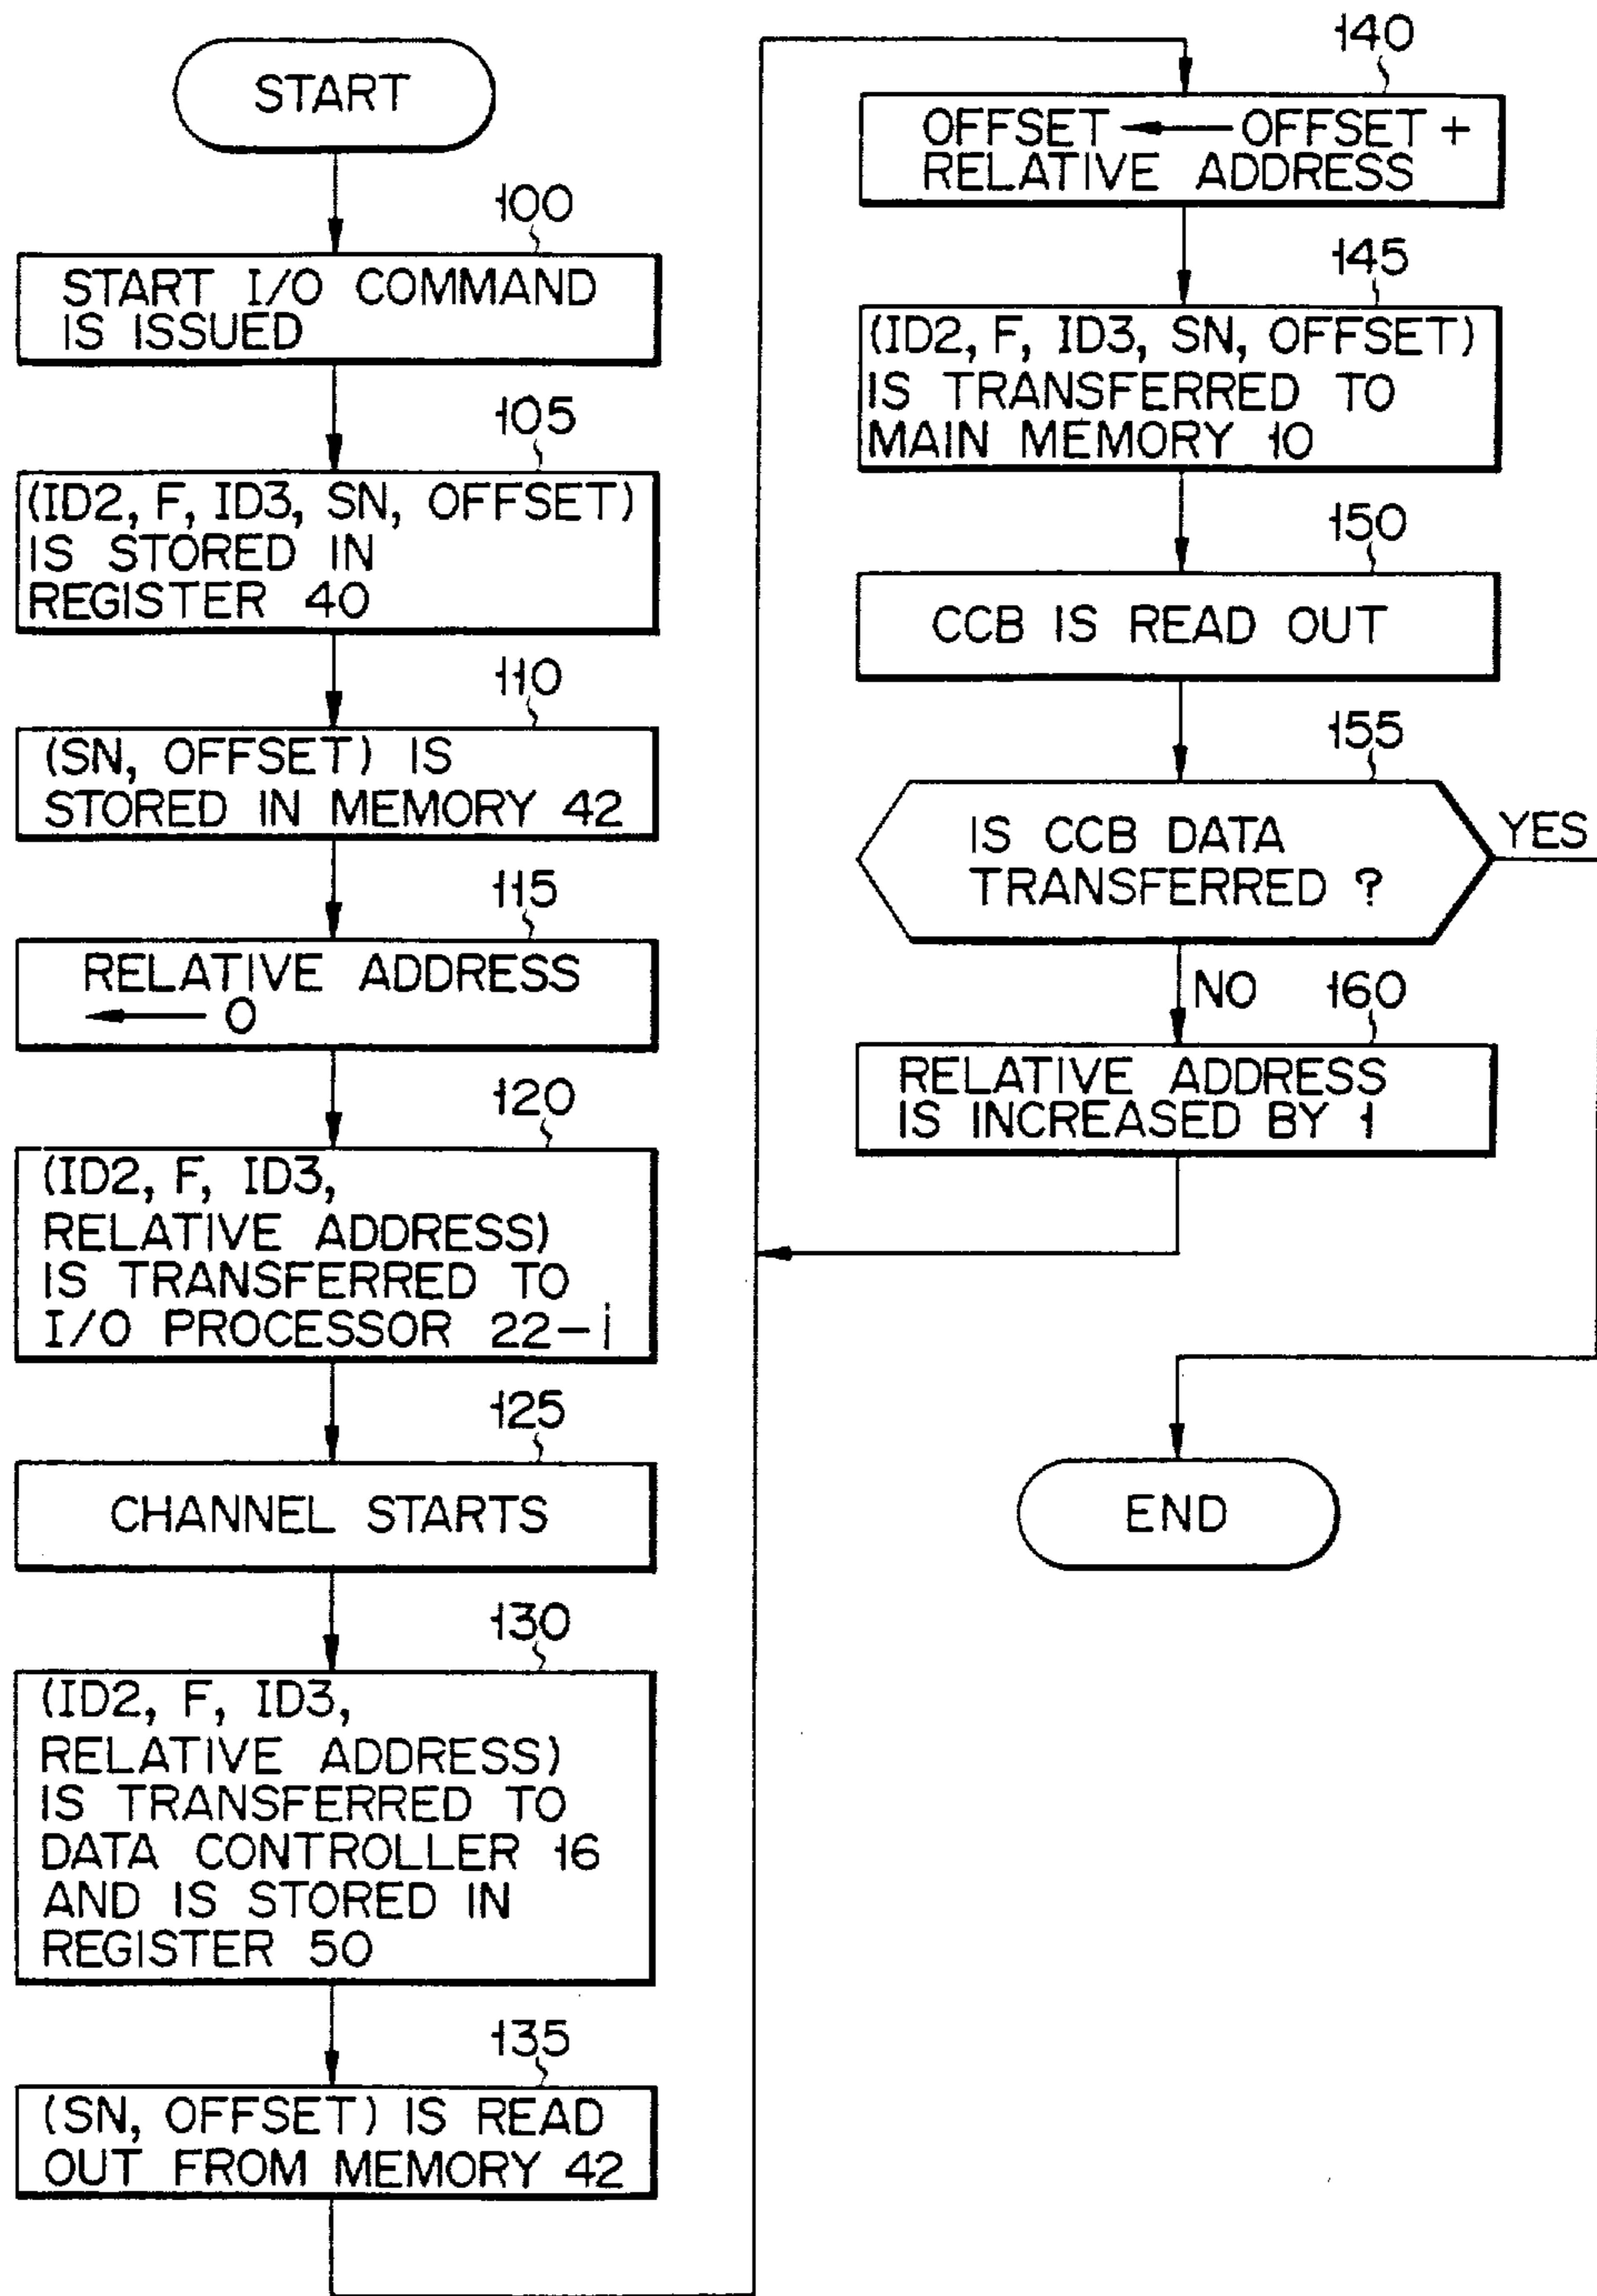 START
100
START I/O COMMAND
IS ISSUED
105
(ID2, F, ID3, SN, OFFSET)
IS STORED IN
REGISTER 40
110
(SN, OFFSET) IS
STORED IN MEMORY 42
115
RELATIVE ADDRESS
← 0
120
(ID2, F, ID3,
RELATIVE ADDRESS)
IS TRANSFERRED TO
I/O PROCESSOR 22-i
125
CHANNEL STARTS
130
(ID2, F, ID3,
RELATIVE ADDRESS)
IS TRANSFERRED TO
DATA CONTROLLER 16
AND IS STORED IN
REGISTER 50
135
(SN, OFFSET) IS READ
OUT FROM MEMORY 42
140
OFFSET ← OFFSET +
RELATIVE ADDRESS
145
(ID2, F, ID3, SN, OFFSET)
IS TRANSFERRED TO
MAIN MEMORY 10
150
CCB IS READ OUT
155
IS CCB DATA
TRANSFERRED ?
YES
NO
160
RELATIVE ADDRESS
IS INCREASED BY 1
END